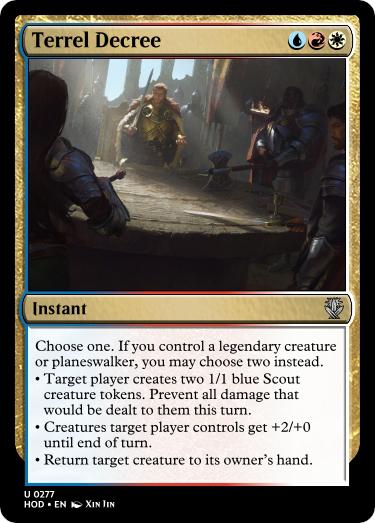 Terrel Decree
Instant
Choose one. If you control a legendary creature
or planeswalker, you may choose two instead.
• Target player creates two 1/1 blue Scout
creature tokens. Prevent all damage that
would be dealt to them this turn.
• Creatures target player controls get +2/+0
until end of turn.
• Return target creature to its owner's hand.
U 0277
HOD • EN Xin Jin